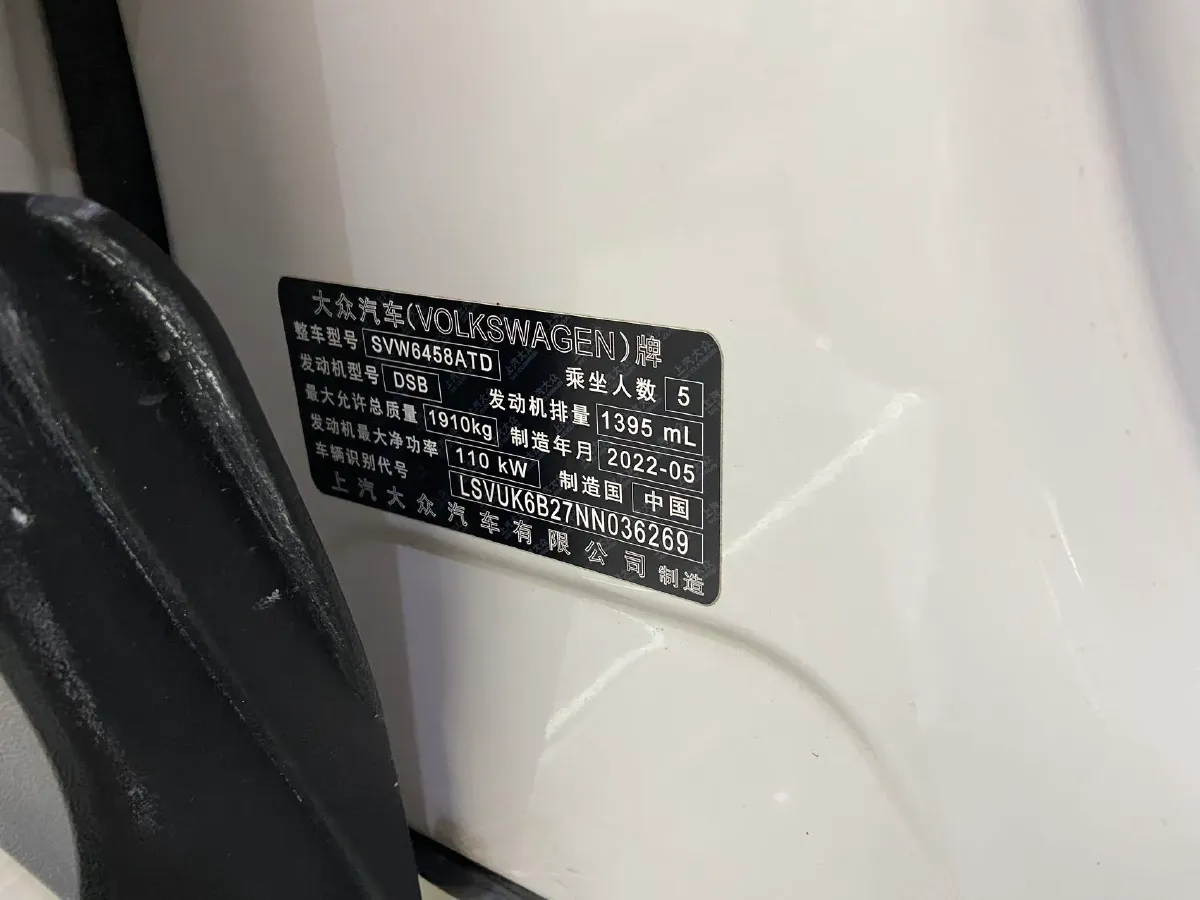 大众汽车(VOLKSWAGEN)牌
整车型号 SVW6458ATD 乘坐人数 5
发动机型号 DSB 发动机排量 1395 mL
最大允许总质量 1910kg 制造年月 2022-05
发动机最大净功率 110 kW 制造国 中国
车辆识别代号 LSVUK6B27NN036269
上汽大众汽车有限公司 制造